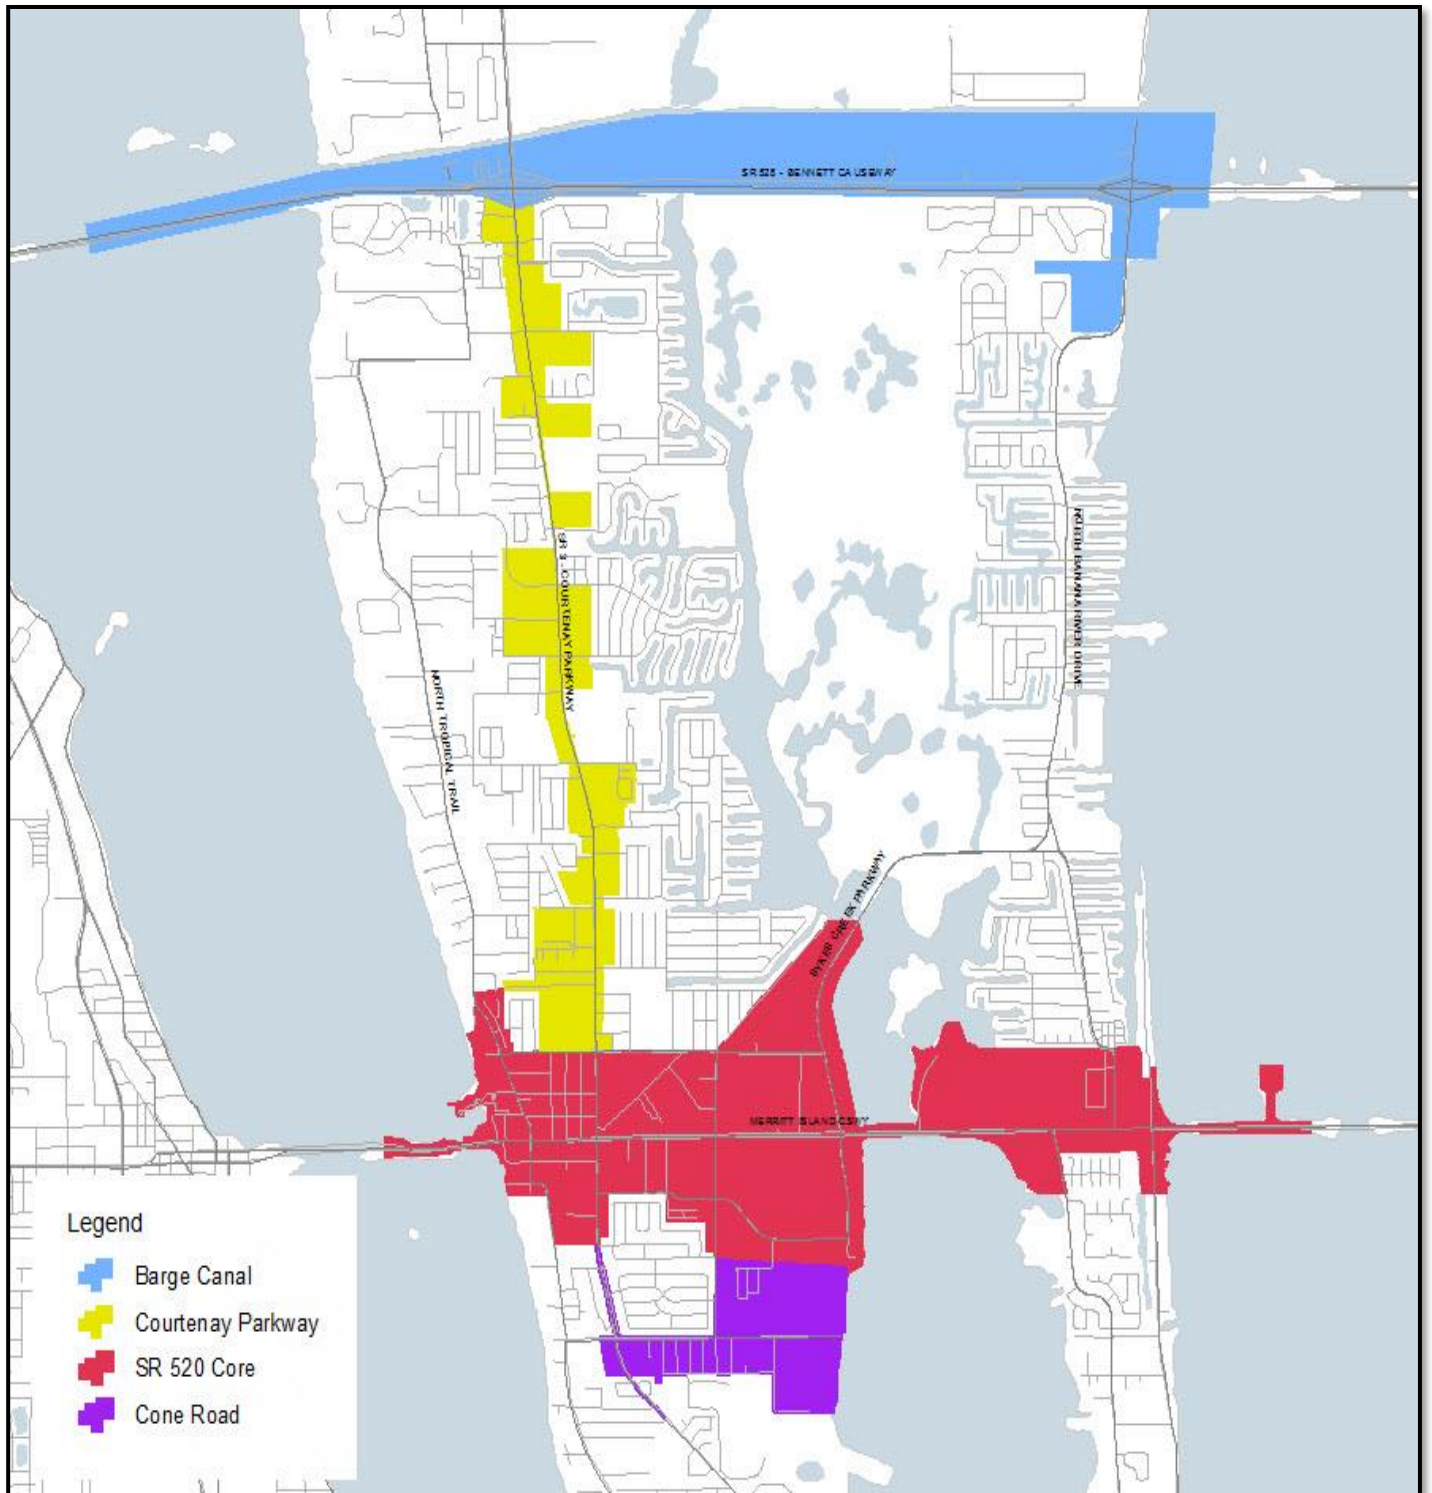 SR 528 - BENNETT CAUSEWAY
SR 3 - COURTENAY PARKWAY
NORTH BANANA RIVER DRIVE
NORTH TROPICAL TRAIL
SYKES CREEK PARKWAY
MERRITT ISLAND CSWY
Legend
Barge Canal
Courtenay Parkway
SR 520 Core
Cone Road